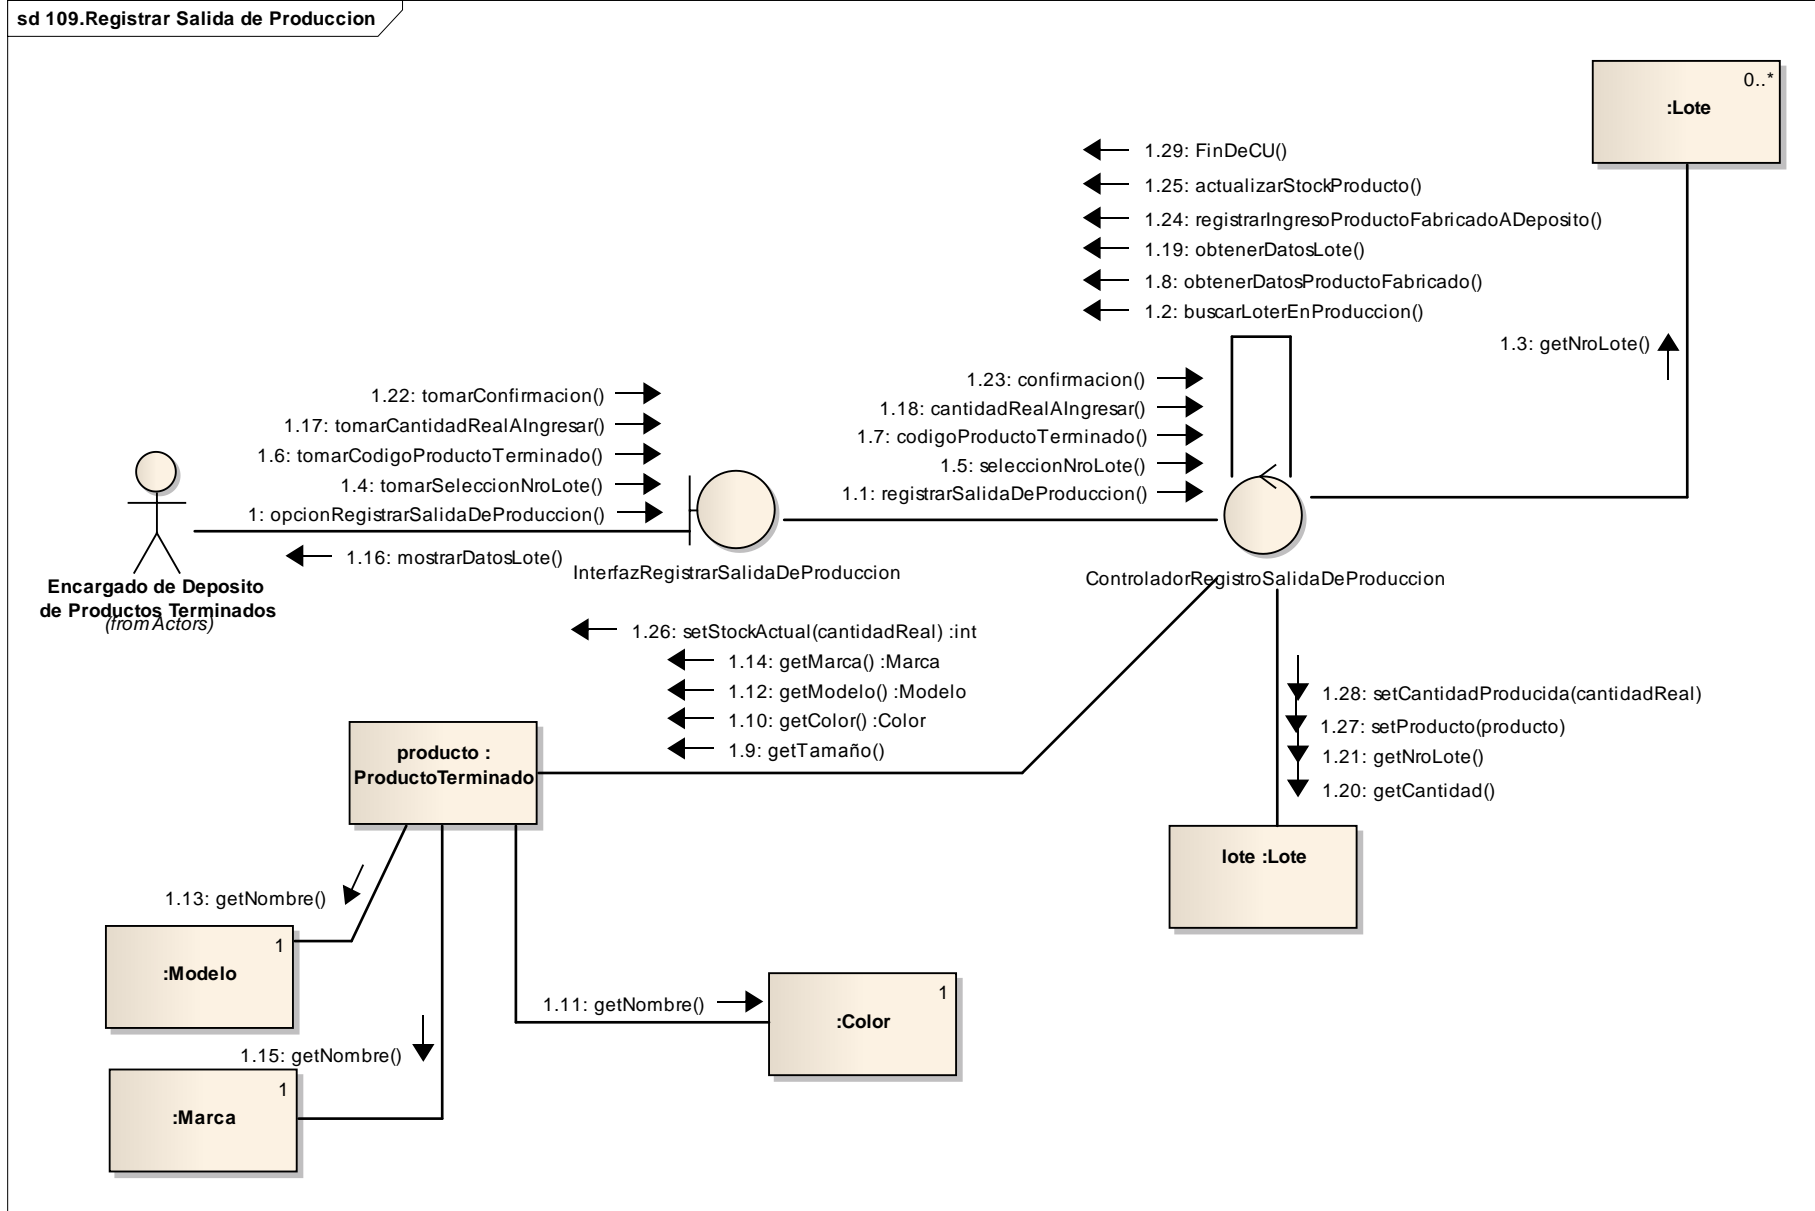 sd 109.Registrar Salida de Produccion
0..*
:Lote
1.29: FinDeCU()
1.25: actualizarStockProducto()
1.24: registrarIngresoProductoFabricadoADeposito()
1.19: obtenerDatosLote()
1.8: obtenerDatosProductoFabricado()
1.2: buscarLoterEnProduccion()
1.3: getNroLote()
1.22: tomarConfirmacion()
1.17: tomarCantidadRealAIngresar()
1.6: tomarCodigoProductoTerminado()
1.4: tomarSeleccionNroLote()
1: opcionRegistrarSalidaDeProduccion()
1.16: mostrarDatosLote()
1.23: confirmacion()
1.18: cantidadRealAIngresar()
1.7: codigoProductoTerminado()
1.5: seleccionNroLote()
1.1: registrarSalidaDeProduccion()
Encargado de Deposito
de Productos Terminados
(from Actors)
InterfazRegistrarSalidaDeProduccion
ControladorRegistroSalidaDeProduccion
1.26: setStockActual(cantidadReal) :int
1.14: getMarca() :Marca
1.12: getModelo() :Modelo
1.10: getColor() :Color
1.9: getTamaño()
1.28: setCantidadProducida(cantidadReal)
1.27: setProducto(producto)
1.21: getNroLote()
1.20: getCantidad()
producto :
ProductoTerminado
lote :Lote
1.13: getNombre()
1
:Modelo
1.11: getNombre()
1
:Color
1.15: getNombre()
1
:Marca